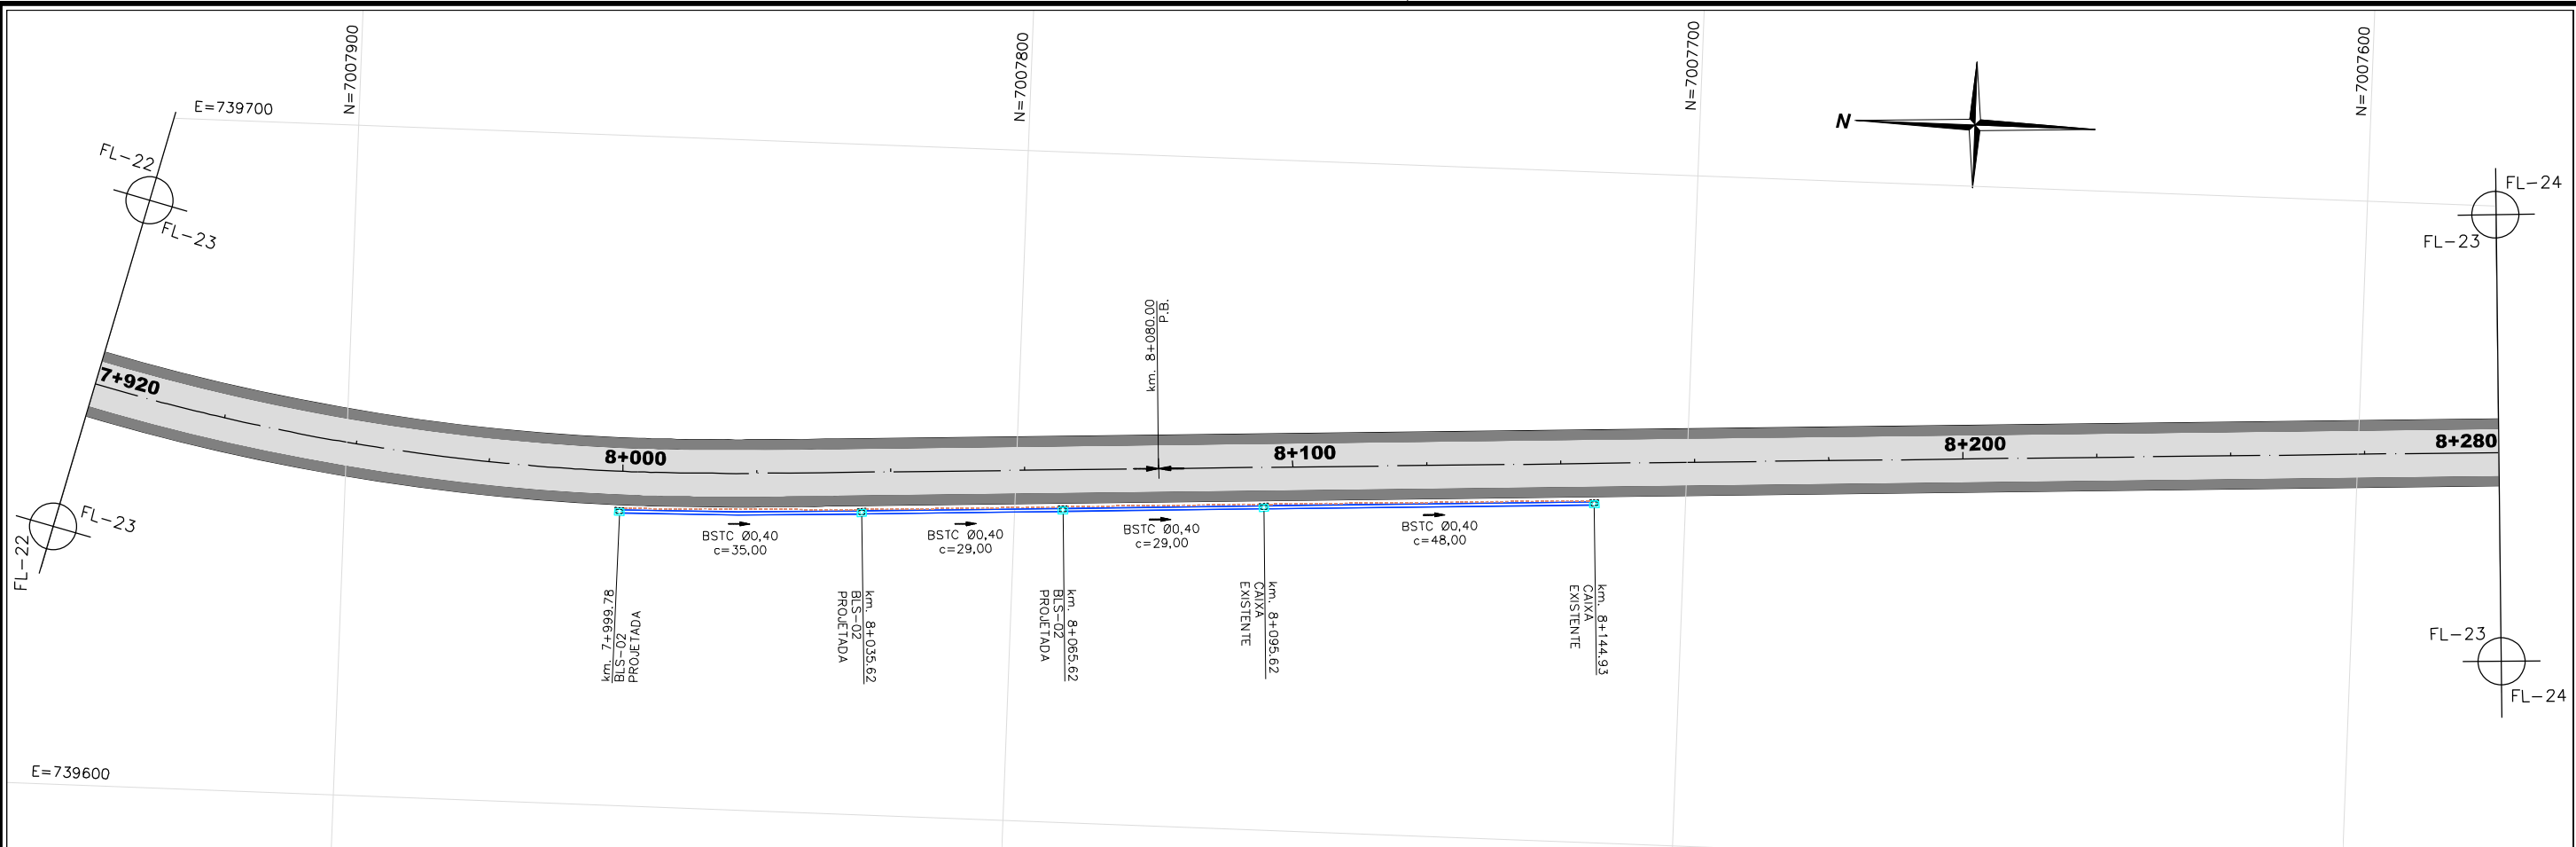 N=7007900
N=7007800
N=7007700
N=7007600
E=739700
N
FL-22
FL-23
FL-24
FL-23
km. 8+080.00
P.B.
7+920
8+000
8+100
8+200
8+280
FL-23
FL-22
BSTC Ø0,40
c=35,00
BSTC Ø0,40
c=29,00
BSTC Ø0,40
c=29,00
BSTC Ø0,40
c=48,00
km. 7+999.78
BLS-02
PROJETADA
km. 8+035.62
BLS-02
PROJETADA
km. 8+065.62
BLS-02
PROJETADA
km. 8+095.62
CAIXA
EXISTENTE
km. 8+144.93
CAIXA
EXISTENTE
FL-23
FL-24
E=739600